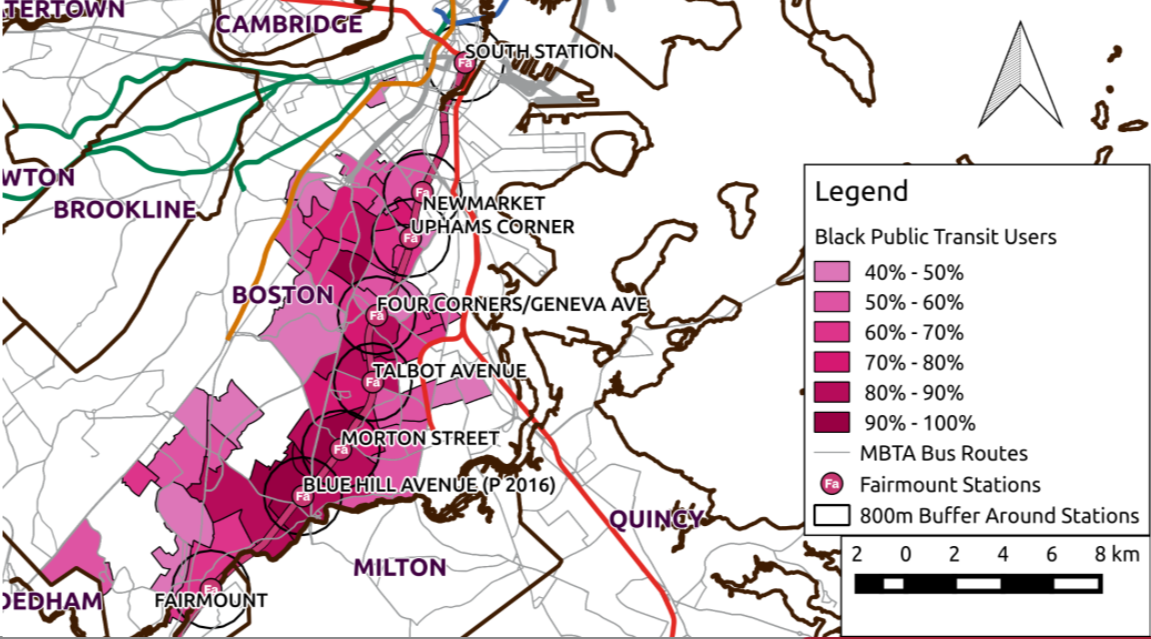 TERTOWN
CAMBRIDGE
SOUTH STATION
Fa
WTON
BROOKLINE
Fa
NEWMARKET
UPHAMS CORNER
Fa
BOSTON
FOUR CORNERS/GENEVA AVE
Fa
TALBOT AVENUE
Fa
MORTON STREET
Fa
BLUE HILL AVENUE (P 2016)
Fa
QUINCY
MILTON
Fa
FAIRMOUNT
DEDHAM
Legend
Black Public Transit Users
40% - 50%
50% - 60%
60% - 70%
70% - 80%
80% - 90%
90% - 100%
MBTA Bus Routes
Fa Fairmount Stations
800m Buffer Around Stations
2 0 2 4 6 8 km